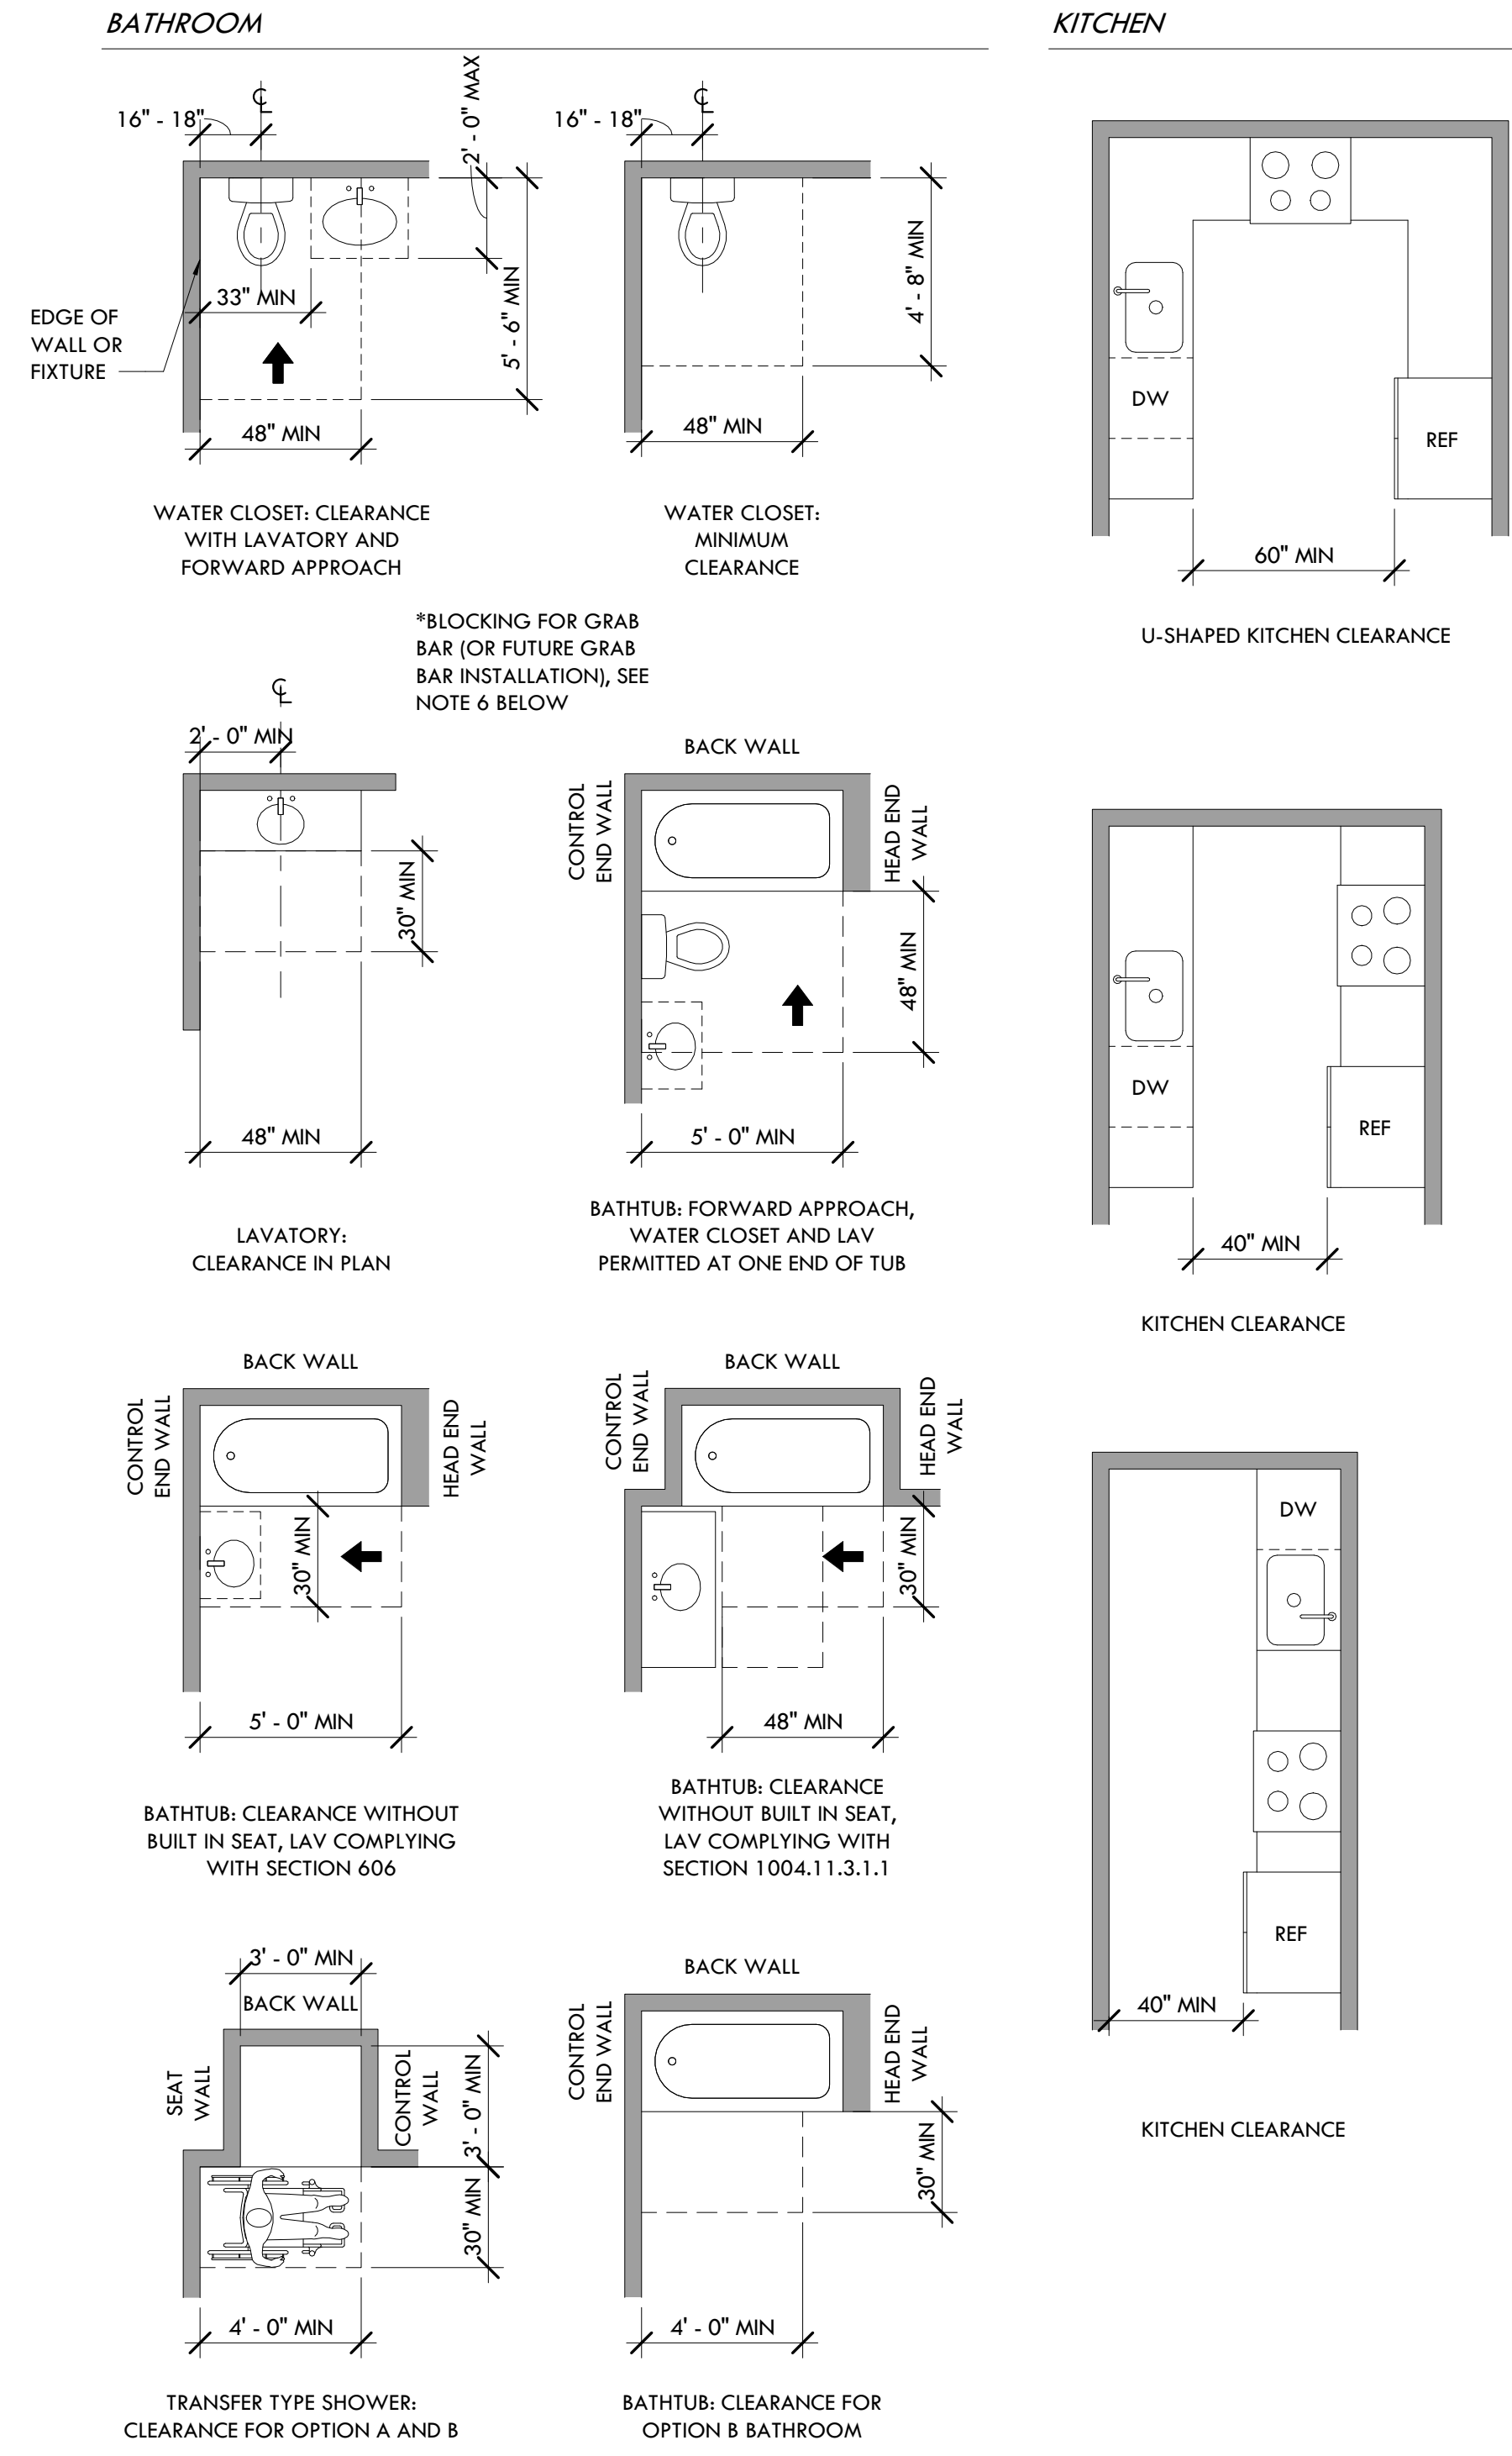 BATHROOM
16" - 18"
℄
2' - 0" MAX
33" MIN
5' - 6" MIN
EDGE OF
WALL OR
FIXTURE
48" MIN
WATER CLOSET: CLEARANCE
WITH LAVATORY AND
FORWARD APPROACH
16" - 18"
℄
4' - 8" MIN
48" MIN
WATER CLOSET:
MINIMUM
CLEARANCE
*BLOCKING FOR GRAB
BAR (OR FUTURE GRAB
BAR INSTALLATION), SEE
NOTE 6 BELOW
℄
2' - 0" MIN
30" MIN
48" MIN
LAVATORY:
CLEARANCE IN PLAN
BACK WALL
CONTROL
END WALL
HEAD END
WALL
48" MIN
5' - 0" MIN
BATHTUB: FORWARD APPROACH,
WATER CLOSET AND LAV
PERMITTED AT ONE END OF TUB
BACK WALL
CONTROL
END WALL
HEAD END
WALL
30" MIN
5' - 0" MIN
BATHTUB: CLEARANCE WITHOUT
BUILT IN SEAT, LAV COMPLYING
WITH SECTION 606
BACK WALL
CONTROL
END WALL
HEAD END
WALL
30" MIN
48" MIN
BATHTUB: CLEARANCE
WITHOUT BUILT IN SEAT,
LAV COMPLYING WITH
SECTION 1004.11.3.1.1
3' - 0" MIN
BACK WALL
SEAT
WALL
CONTROL
WALL
3' - 0" MIN
30" MIN
4' - 0" MIN
TRANSFER TYPE SHOWER:
CLEARANCE FOR OPTION A AND B
BACK WALL
CONTROL
END WALL
HEAD END
WALL
30" MIN
4' - 0" MIN
BATHTUB: CLEARANCE FOR
OPTION B BATHROOM
KITCHEN
DW
REF
60" MIN
U-SHAPED KITCHEN CLEARANCE
DW
REF
40" MIN
KITCHEN CLEARANCE
DW
REF
40" MIN
KITCHEN CLEARANCE